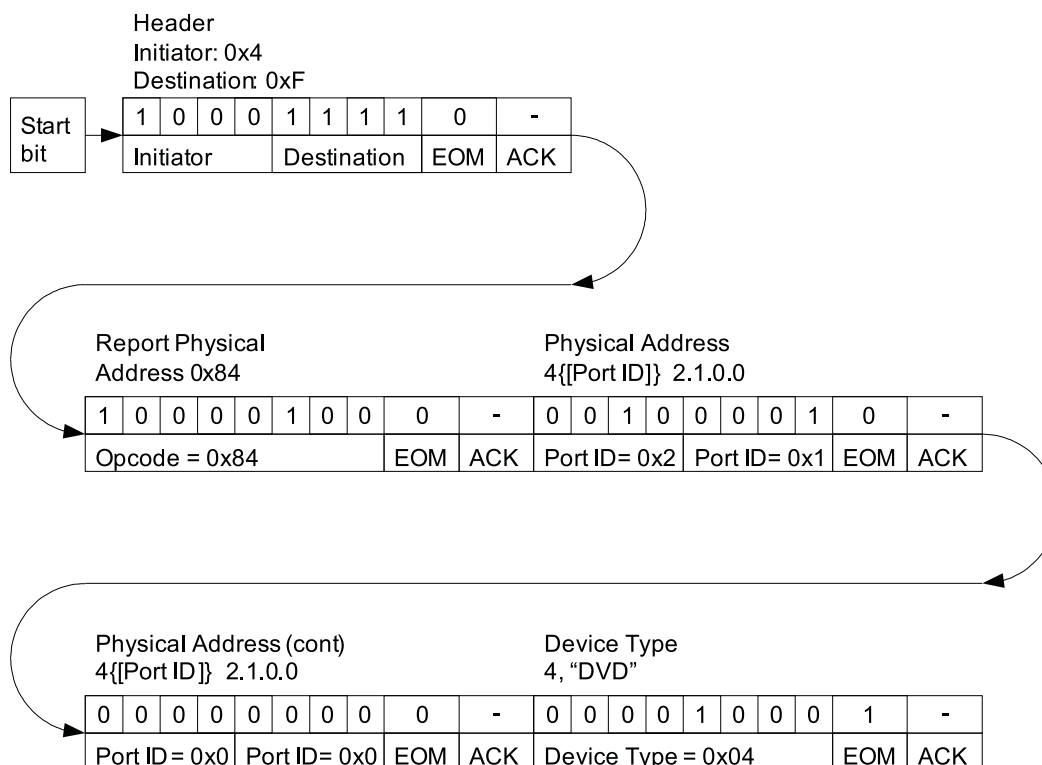 Header
Initiator: 0x4
Destination: 0xF
Start bit
1 0 0 0 1 1 1 1 0 -
Initiator Destination EOM ACK
Report Physical
Address 0x84
Physical Address
4{[Port ID]} 2.1.0.0
1 0 0 0 0 1 0 0 0 - 0 0 1 0 0 0 0 1 0 -
Opcode = 0x84 EOM ACK Port ID= 0x2 Port ID= 0x1 EOM ACK
Physical Address (cont)
4{[Port ID]} 2.1.0.0
Device Type
4, “DVD”
0 0 0 0 0 0 0 0 0 - 0 0 0 0 1 0 0 0 1 -
Port ID= 0x0 Port ID= 0x0 EOM ACK Device Type = 0x04 EOM ACK